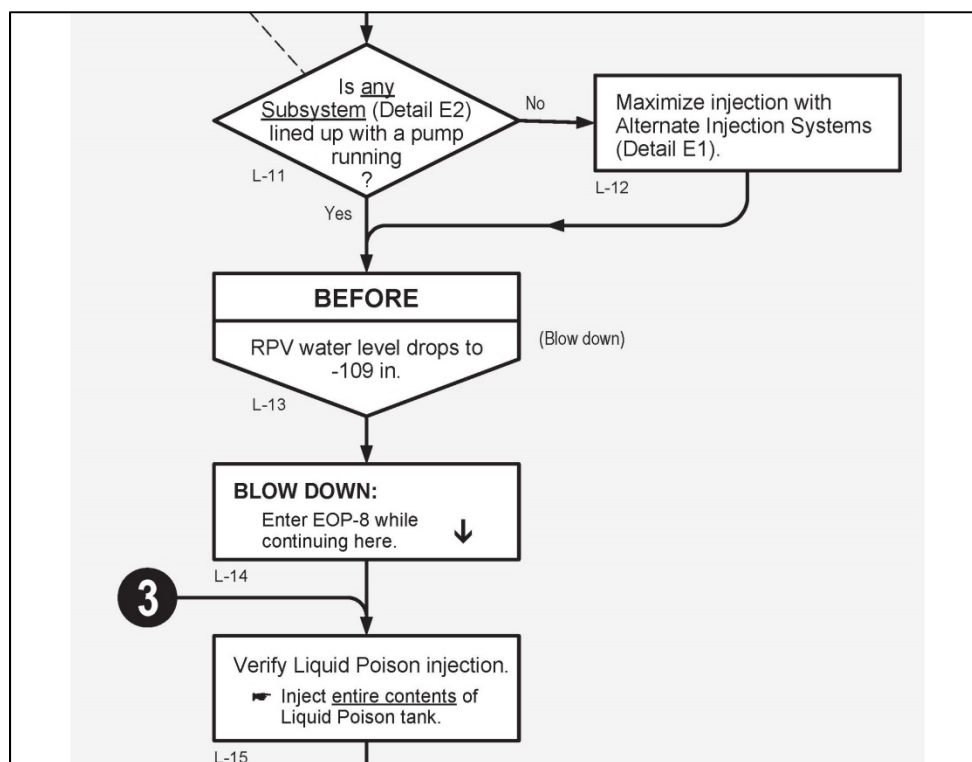 Is any
Subsystem (Detail E2)
lined up with a pump
running
?
L-11
No
Maximize injection with
Alternate Injection Systems
(Detail E1).
L-12
Yes
BEFORE
RPV water level drops to
-109 in.
(Blow down)
L-13
BLOW DOWN:
Enter EOP-8 while
continuing here.
L-14
3
Verify Liquid Poison injection.
Inject entire contents of
Liquid Poison tank.
L-15